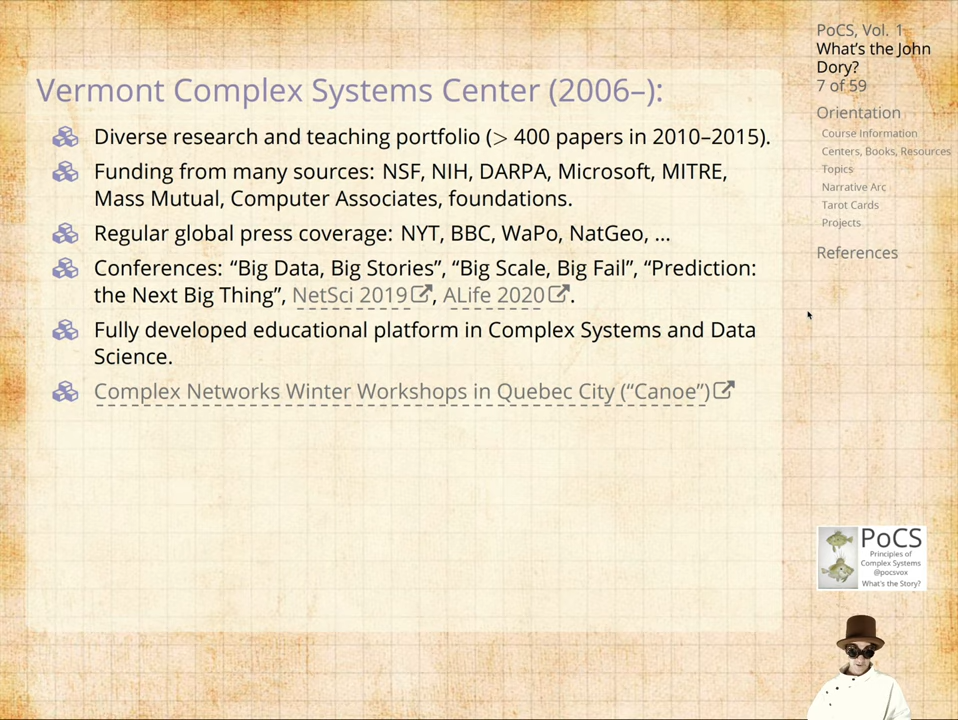 Vermont Complex Systems Center (2006–):
Diverse research and teaching portfolio (> 400 papers in 2010–2015).
Funding from many sources: NSF, NIH, DARPA, Microsoft, MITRE,
Mass Mutual, Computer Associates, foundations.
Regular global press coverage: NYT, BBC, WaPo, NatGeo, ...
Conferences: “Big Data, Big Stories”, “Big Scale, Big Fail”, “Prediction:
the Next Big Thing”, NetSci 2019, ALife 2020.
Fully developed educational platform in Complex Systems and Data
Science.
Complex Networks Winter Workshops in Quebec City (“Canoe”)
PoCS, Vol. 1
What’s the John
Dory?
7 of 59
Orientation
Course Information
Centers, Books, Resources
Topics
Narrative Arc
Tarot Cards
Projects
References
PoCS
Principles of
Complex Systems
@pocsvox
What's the Story?